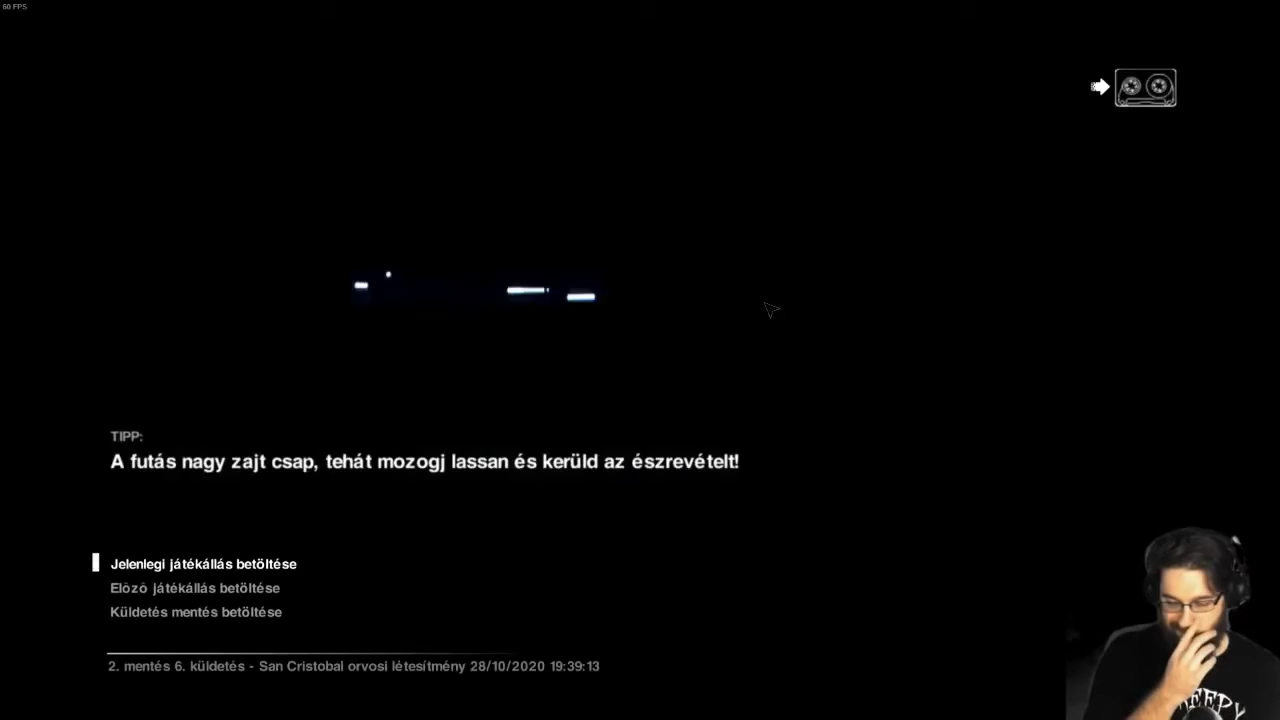 60 FPS
TIPP:
A futás nagy zajt csap, tehát mozogj lassan és kerüld az észrevételt!
Jelenlegi játékállás betöltése
Elôzô játékállás betöltése
Küldetés mentés betöltése
2. mentés 6. küldetés - San Cristobal orvosi létesítmény 28/10/2020 19:39:13